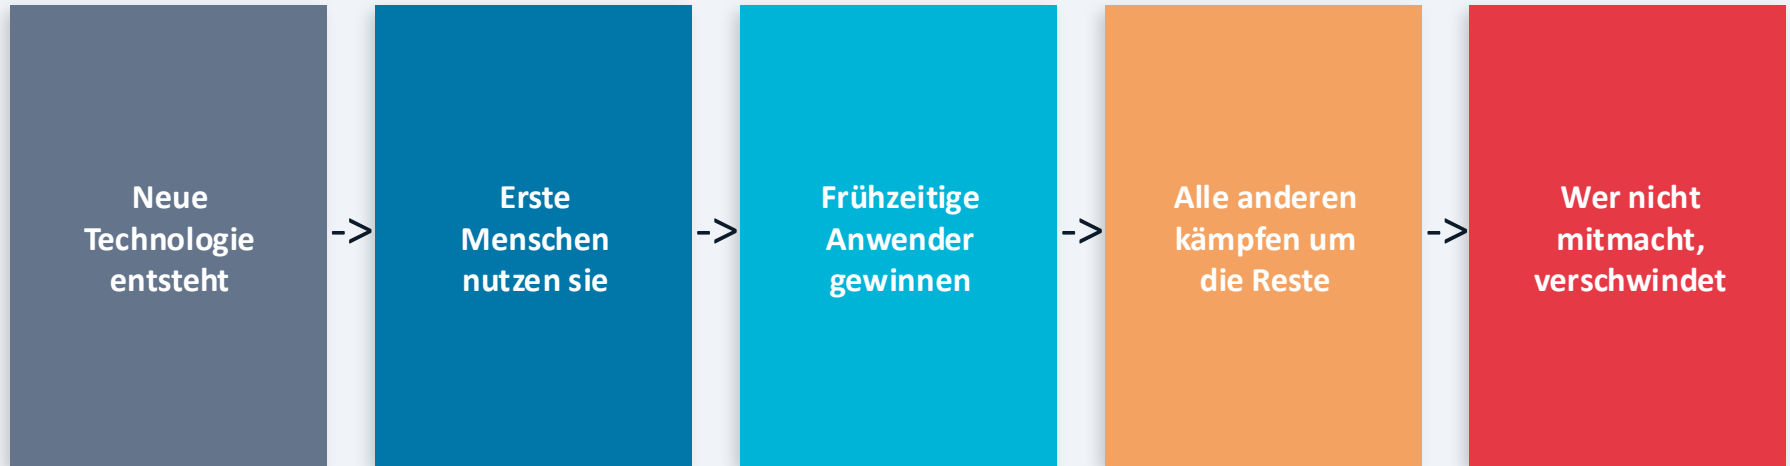 Neue
Technologie
entsteht
->
Erste
Menschen
nutzen sie
->
Frühzeitige
Anwender
gewinnen
->
Alle anderen
kämpfen um
die Reste
->
Wer nicht
mitmacht,
verschwindet